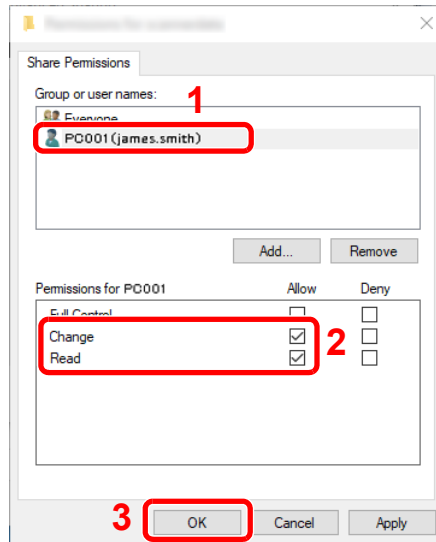 Share Permissions
Group or user names:
1
Everyone
PC001(james.smith)
Add... Remove
Permissions for PC001 Allow Deny
Full Control
Change
2
Read
3
OK Cancel Apply